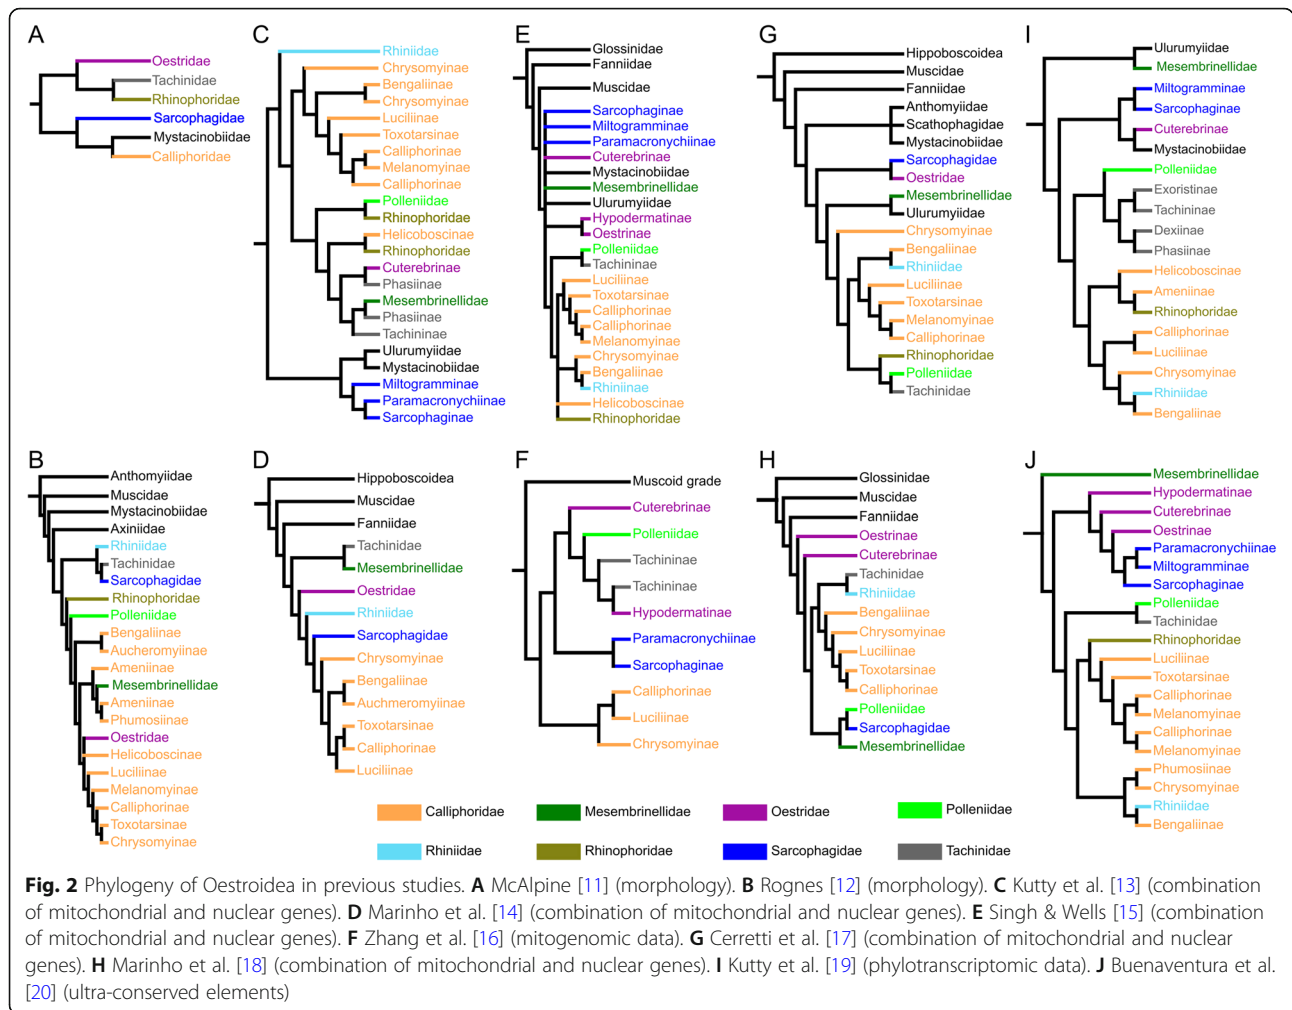 A
Oestridae
Tachinidae
Rhinophoridae
Sarcophagidae
Mystacinobiidae
Calliphoridae
C
Rhiniidae
Chrysomyinae
Bengaliinae
Chrysomyinae
Luciliinae
Toxotarsinae
Calliphorinae
Melanomyinae
Calliphorinae
Polleniidae
Rhinophoridae
Helicoboscinae
Rhinophoridae
Cuterebrinae
Phasiinae
Mesembrinellidae
Phasiinae
Tachininae
Ulurumyiidae
Mystacinobiidae
Miltogramminae
Paramacronychiinae
Sarcophaginae
E
Glossinidae
Fanniidae
Muscidae
Sarcophaginae
Miltogramminae
Paramacronychiinae
Cuterebrinae
Mystacinobiidae
Mesembrinellidae
Ulurumyiidae
Hypodermatinae
Oestrinae
Polleniidae
Tachininae
Luciliinae
Toxotarsinae
Calliphorinae
Calliphorinae
Melanomyinae
Chrysomyinae
Bengaliinae
Rhiniinae
Helicoboscinae
Rhinophoridae
G
Hippoboscoidea
Muscidae
Fanniidae
Anthomyiidae
Scathophagidae
Mystacinobiidae
Sarcophagidae
Oestridae
Mesembrinellidae
Ulurumyiidae
Chrysomyinae
Bengaliinae
Rhiniidae
Luciliinae
Toxotarsinae
Melanomyinae
Calliphorinae
Rhinophoridae
Polleniidae
Tachinidae
I
Ulurumyiidae
Mesembrinellidae
Miltogramminae
Sarcophaginae
Cuterebrinae
Mystacinobiidae
Polleniidae
Exoristinae
Tachininae
Dexiinae
Phasiinae
Helicoboscinae
Ameniinae
Rhinophoridae
Calliphorinae
Luciliinae
Chrysomyinae
Rhiniidae
Bengaliinae
B
Anthomyiidae
Muscidae
Mystacinobiidae
Axiniidae
Rhiniidae
Tachinidae
Sarcophagidae
Rhinophoridae
Polleniidae
Bengaliinae
Aucheromyiinae
Ameniinae
Mesembrinellidae
Ameniinae
Phumosiinae
Oestridae
Helicoboscinae
Luciliinae
Melanomyinae
Calliphorinae
Toxotarsinae
Chrysomyinae
D
Hippoboscoidea
Muscidae
Fanniidae
Tachinidae
Mesembrinellidae
Oestridae
Rhiniidae
Sarcophagidae
Chrysomyinae
Bengaliinae
Auchmeromyiinae
Toxotarsinae
Calliphorinae
Luciliinae
F
Muscoid grade
Cuterebrinae
Polleniidae
Tachininae
Tachininae
Hypodermatinae
Paramacronychiinae
Sarcophaginae
Calliphorinae
Luciliinae
Chrysomyinae
H
Glossinidae
Muscidae
Fanniidae
Oestrinae
Cuterebrinae
Tachinidae
Rhiniidae
Bengaliinae
Chrysomyinae
Luciliinae
Toxotarsinae
Calliphorinae
Polleniidae
Sarcophagidae
Mesembrinellidae
J
Mesembrinellidae
Hypodermatinae
Cuterebrinae
Oestrinae
Paramacronychiinae
Miltogramminae
Sarcophaginae
Polleniidae
Tachinidae
Rhinophoridae
Luciliinae
Toxotarsinae
Calliphorinae
Melanomyinae
Calliphorinae
Melanomyinae
Phumosiinae
Chrysomyinae
Rhiniidae
Bengaliinae
Calliphoridae Mesembrinellidae Oestridae Polleniidae
Rhiniidae Rhinophoridae Sarcophagidae Tachinidae
Fig. 2 Phylogeny of Oestroidea in previous studies. A McAlpine [11] (morphology). B Rognes [12] (morphology). C Kutty et al. [13] (combination
of mitochondrial and nuclear genes). D Marinho et al. [14] (combination of mitochondrial and nuclear genes). E Singh & Wells [15] (combination
of mitochondrial and nuclear genes). F Zhang et al. [16] (mitogenomic data). G Cerretti et al. [17] (combination of mitochondrial and nuclear
genes). H Marinho et al. [18] (combination of mitochondrial and nuclear genes). I Kutty et al. [19] (phylotranscriptomic data). J Buenaventura et al.
[20] (ultra-conserved elements)